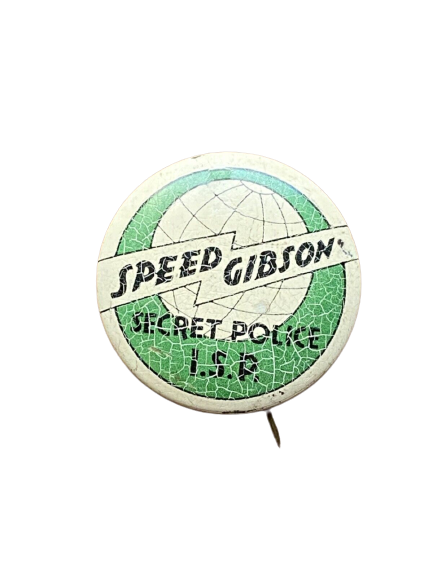 SPEED GIBSON
SECRET POLICE
I.S.P.